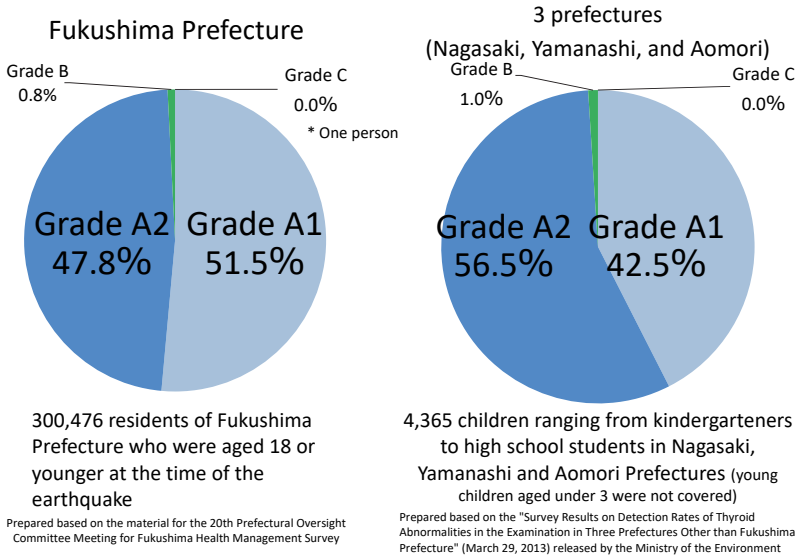 Fukushima Prefecture
Grade B
0.8%
Grade C
0.0%
* One person
Grade A2
47.8%
Grade A1
51.5%
300,476 residents of Fukushima
Prefecture who were aged 18 or
younger at the time of the
earthquake
Prepared based on the material for the 20th Prefectural Oversight
Committee Meeting for Fukushima Health Management Survey
3 prefectures
(Nagasaki, Yamanashi, and Aomori)
Grade B
1.0%
Grade C
0.0%
Grade A2
56.5%
Grade A1
42.5%
4,365 children ranging from kindergarteners
to high school students in Nagasaki,
Yamanashi and Aomori Prefectures (young
children aged under 3 were not covered)
Prepared based on the "Survey Results on Detection Rates of Thyroid
Abnormalities in the Examination in Three Prefectures Other than Fukushima
Prefecture" (March 29, 2013) released by the Ministry of the Environment